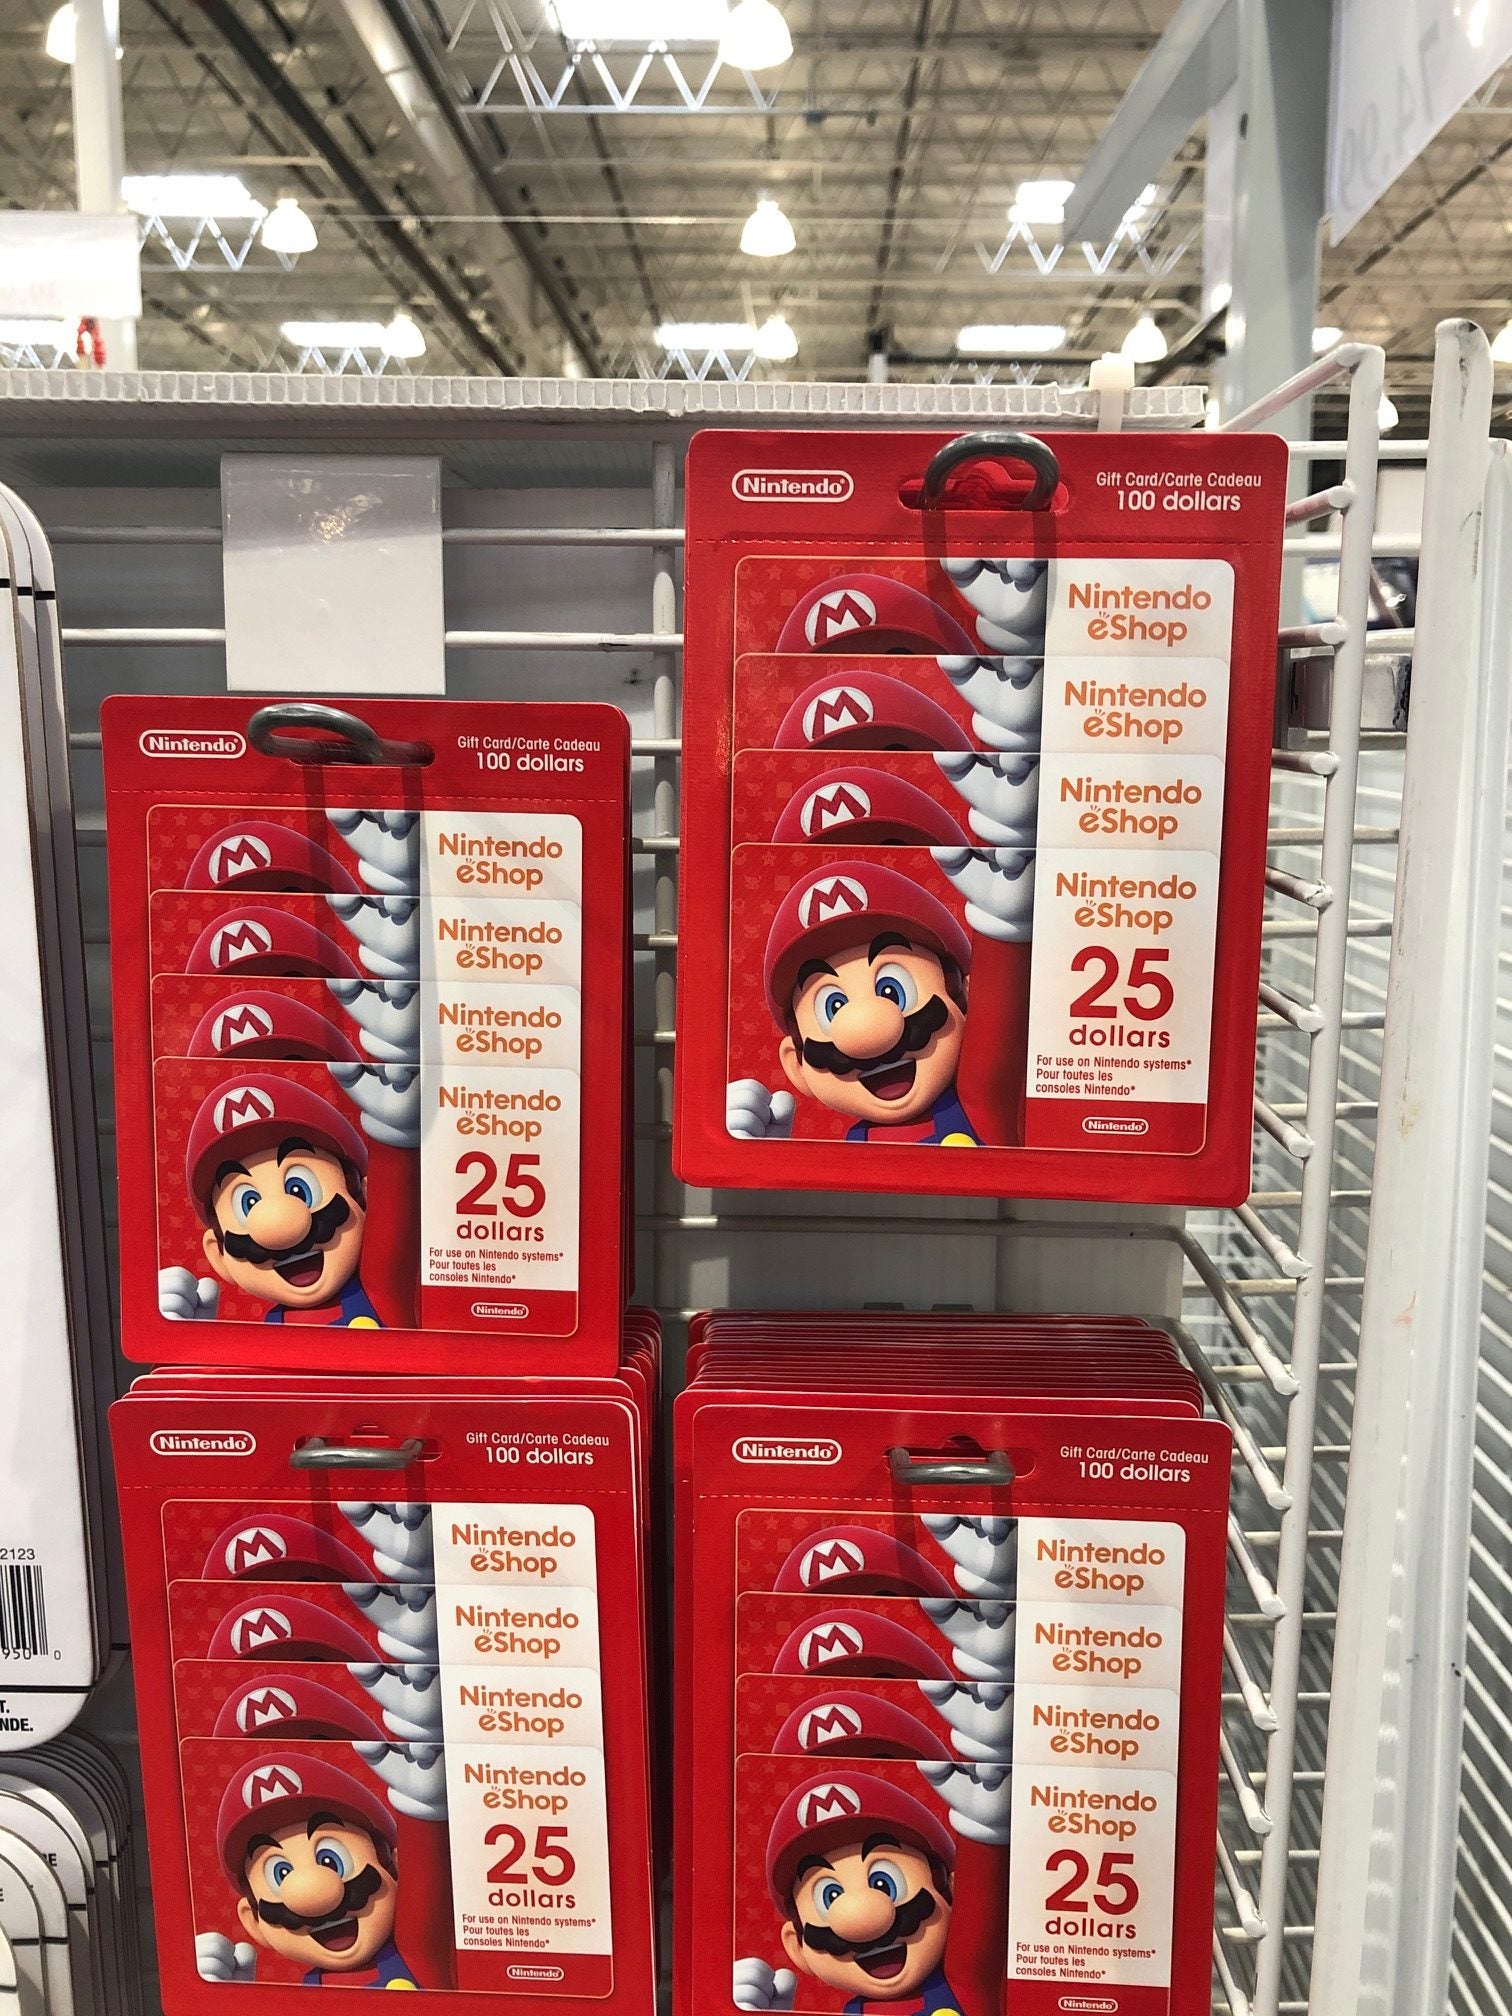 Nintendo
Gift Card/Carte Cadeau
100 dollars
Nintendo
eShop
Nintendo
eShop
Nintendo
eShop
Nintendo
eShop
25
dollars
For use on Nintendo systems*
Pour toutes les
consoles Nintendo*
Nintendo
Nintendo
Gift Card/Carte Cadeau
100 dollars
Nintendo
eShop
Nintendo
eShop
Nintendo
eShop
Nintendo
eShop
25
dollars
For use on Nintendo systems*
Pour toutes les
consoles Nintendo*
Nintendo
Nintendo
Gift Card/Carte Cadeau
100 dollars
Nintendo
eShop
Nintendo
eShop
Nintendo
eShop
Nintendo
eShop
25
dollars
For use on Nintendo systems*
Pour toutes les
consoles Nintendo*
Nintendo
Nintendo
Gift Card/Carte Cadeau
100 dollars
Nintendo
eShop
Nintendo
eShop
Nintendo
eShop
Nintendo
eShop
25
dollars
For use on Nintendo systems*
Pour toutes les
consoles Nintendo*
Nintendo
2123
950 0
T.
NDE.